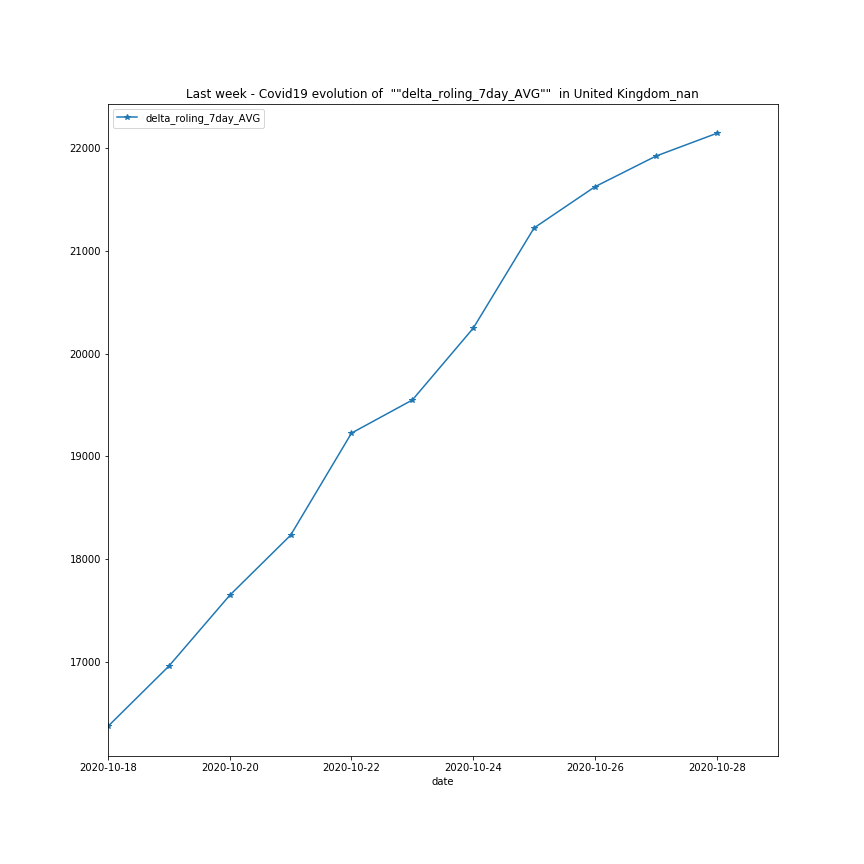 Last week - Covid19 evolution of  ""delta_roling_7day_AVG""  in United Kingdom_nan
delta_roling_7day_AVG
22000
21000
20000
19000
18000
17000
2020-10-18 2020-10-20 2020-10-22 2020-10-24 2020-10-26 2020-10-28
date